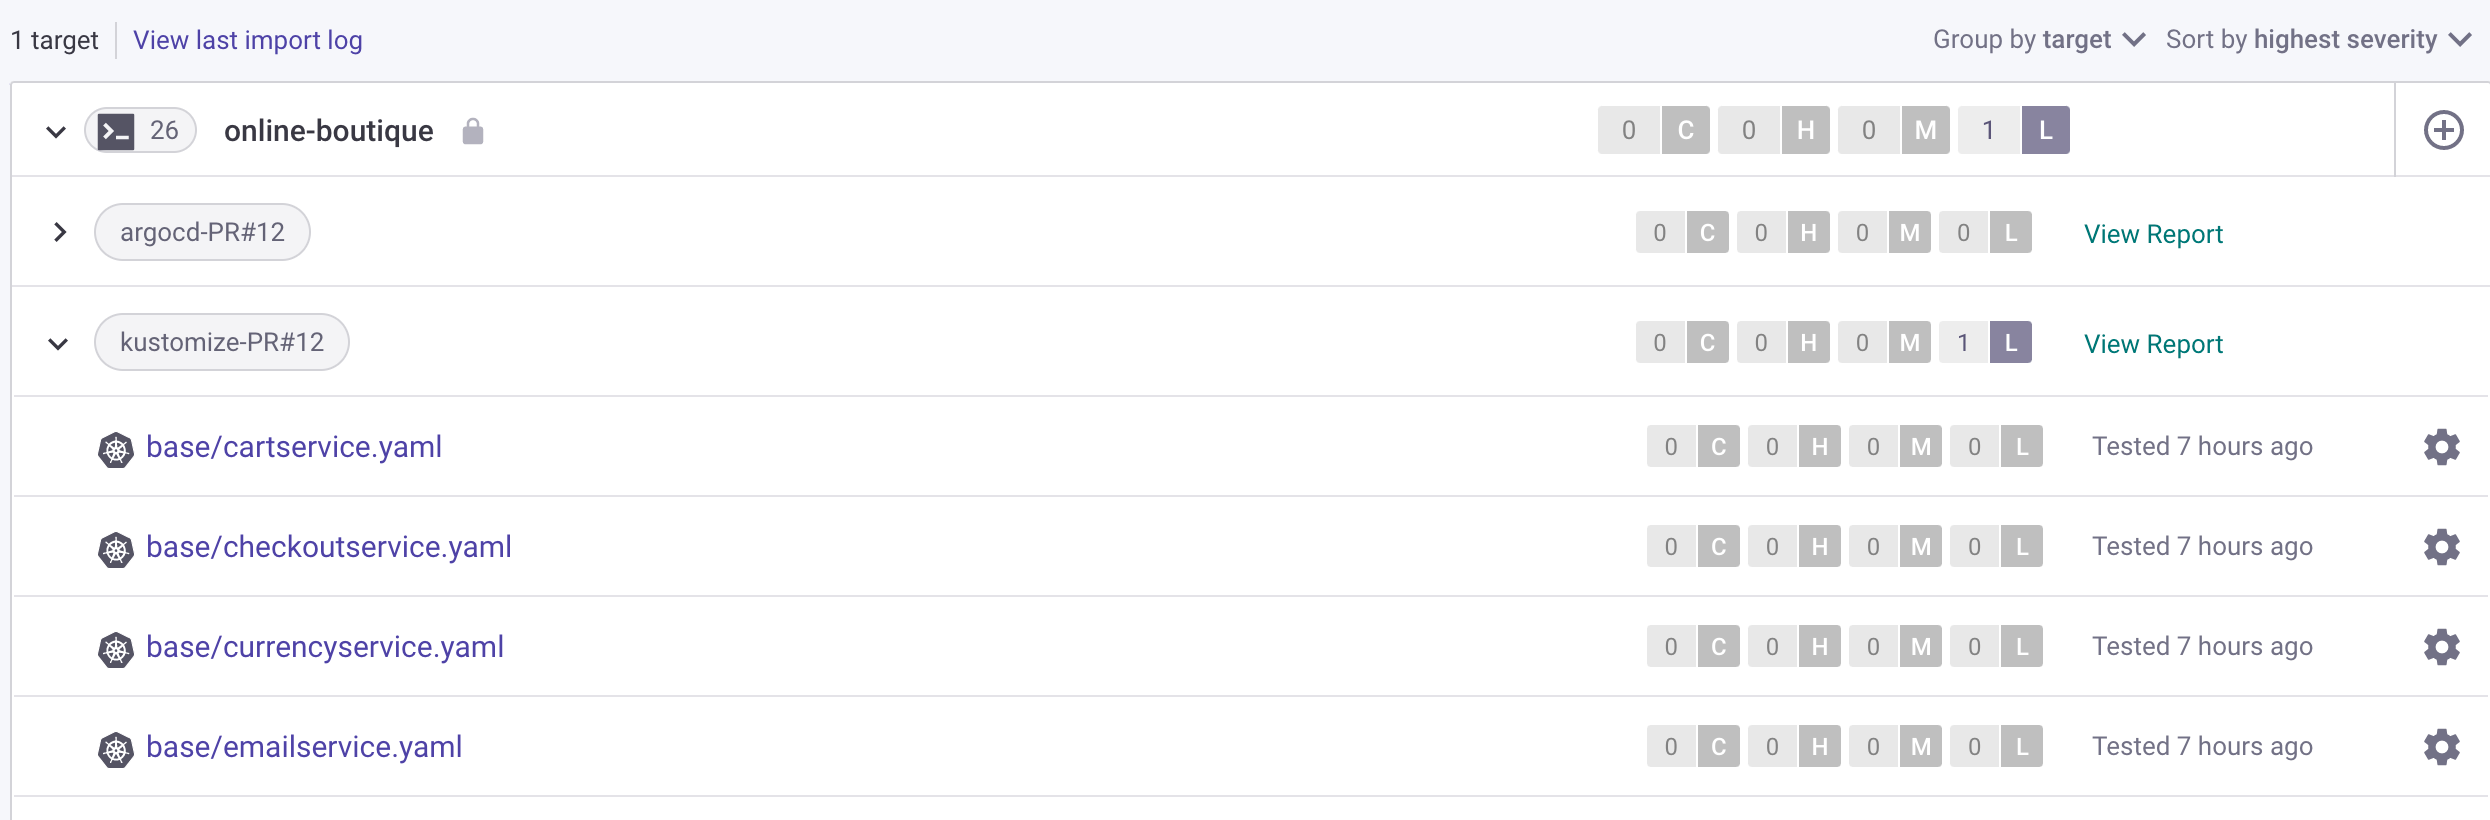 1 target View last import log Group by target Sort by highest severity
>_ 26 online-boutique 0 C 0 H 0 M 1 L
argocd-PR#12 0 C 0 H 0 M 0 L View Report
kustomize-PR#12 0 C 0 H 0 M 1 L View Report
base/cartservice.yaml 0 C 0 H 0 M 0 L Tested 7 hours ago
base/checkoutservice.yaml 0 C 0 H 0 M 0 L Tested 7 hours ago
base/currencyservice.yaml 0 C 0 H 0 M 0 L Tested 7 hours ago
base/emailservice.yaml 0 C 0 H 0 M 0 L Tested 7 hours ago